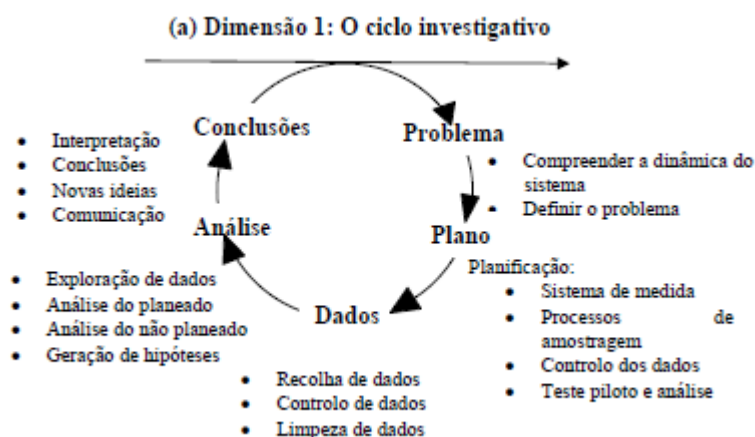 (a) Dimensão 1: O ciclo investigativo
Conclusões
• Interpretação
• Conclusões
• Novas ideias
• Comunicação
Problema
• Compreender a dinâmica do
sistema
• Definir o problema
Plano
Planificação:
• Sistema de medida
• Processos de
amostragem
• Controlo dos dados
• Teste piloto e análise
Dados
• Recolha de dados
• Controlo de dados
• Limpeza de dados
Análise
• Exploração de dados
• Análise do planeado
• Análise do não planeado
• Geração de hipóteses